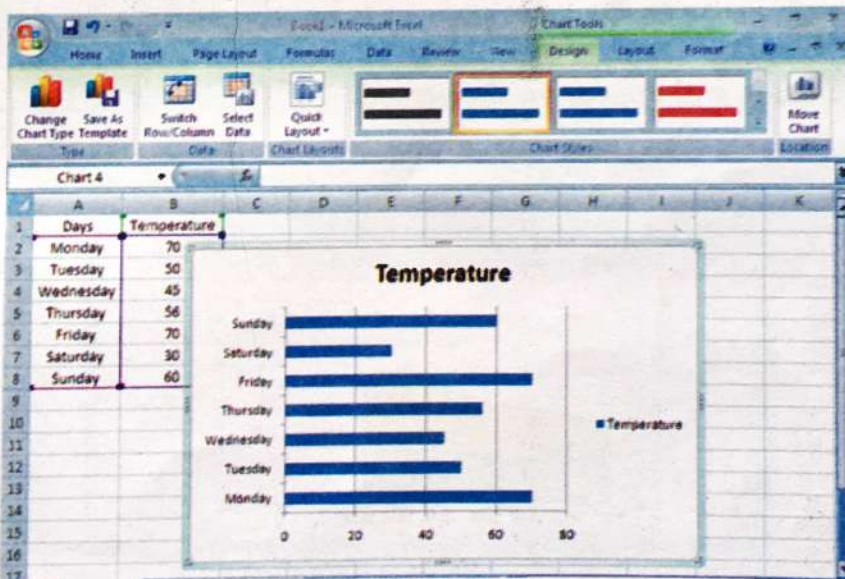 Book1 - Microsoft Excel
Chart Tools
Home Insert Page Layout Formulas Data Review View Design Layout Format
Change Chart Type
Save As Template
Switch Row/Column
Select Data
Quick Layout
Move Chart
Type Data Chart Layouts Chart Styles Location
Chart 4 fx
A B C D E F G H I J K
1 Days Temperature
2 Monday 70
3 Tuesday 50
4 Wednesday 45
5 Thursday 56
6 Friday 70
7 Saturday 30
8 Sunday 60
9
10
11
12
13
14
15
16
17
Temperature
Sunday
Saturday
Friday
Thursday
Wednesday
Tuesday
Monday
0 20 40 60 80
Temperature